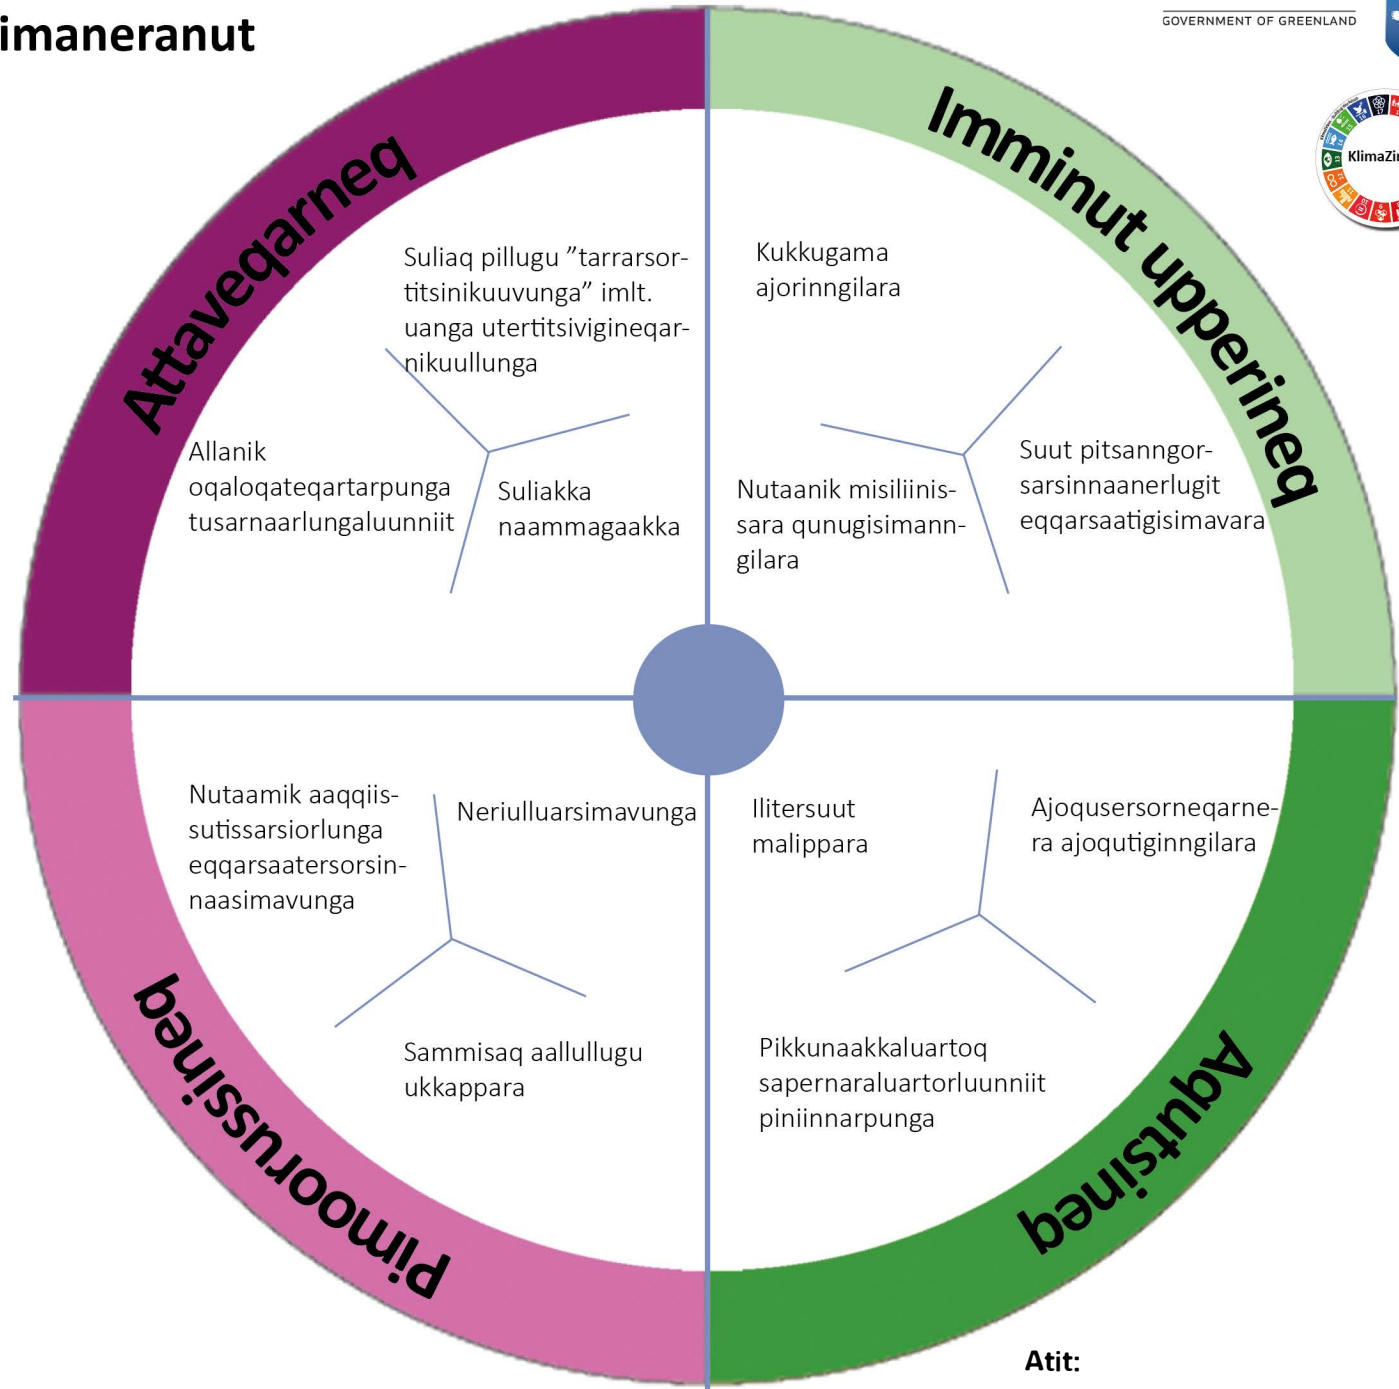 imaneranut
GOVERNMENT OF GREENLAND
KlimaZi
Attaveqarneq
Imminut upperineq
Suliaq pillugu ”tarrarsor-
titsinikuuvunga” imlt.
uanga utertitsivigineqar-
nikuullunga
Allanik
oqaloqateqartarpunga
tusarnaarlungaluunniit
Suliakka
naammagaakka
Kukkugama
ajorinngilara
Nutaanik misiliinis-
sara qunugisimann-
gilara
Suut pitsanngor-
sarsinnaanerlugit
eqqarsaatigisimavara
Nutaamik aaqqiis-
sutissarsiorlunga
eqqarsaatersorsin-
naasimavunga
Neriulluarsimavunga
Sammisaq aallullugu
ukkappara
Ilitersuut
malippara
Ajoqusersorneqarne-
ra ajoqutiginngilara
Pikkunaakkaluartoq
sapernaraluartorluunniit
piniinnarpunga
Pimoorussineq
Aqutsineq
Atit: